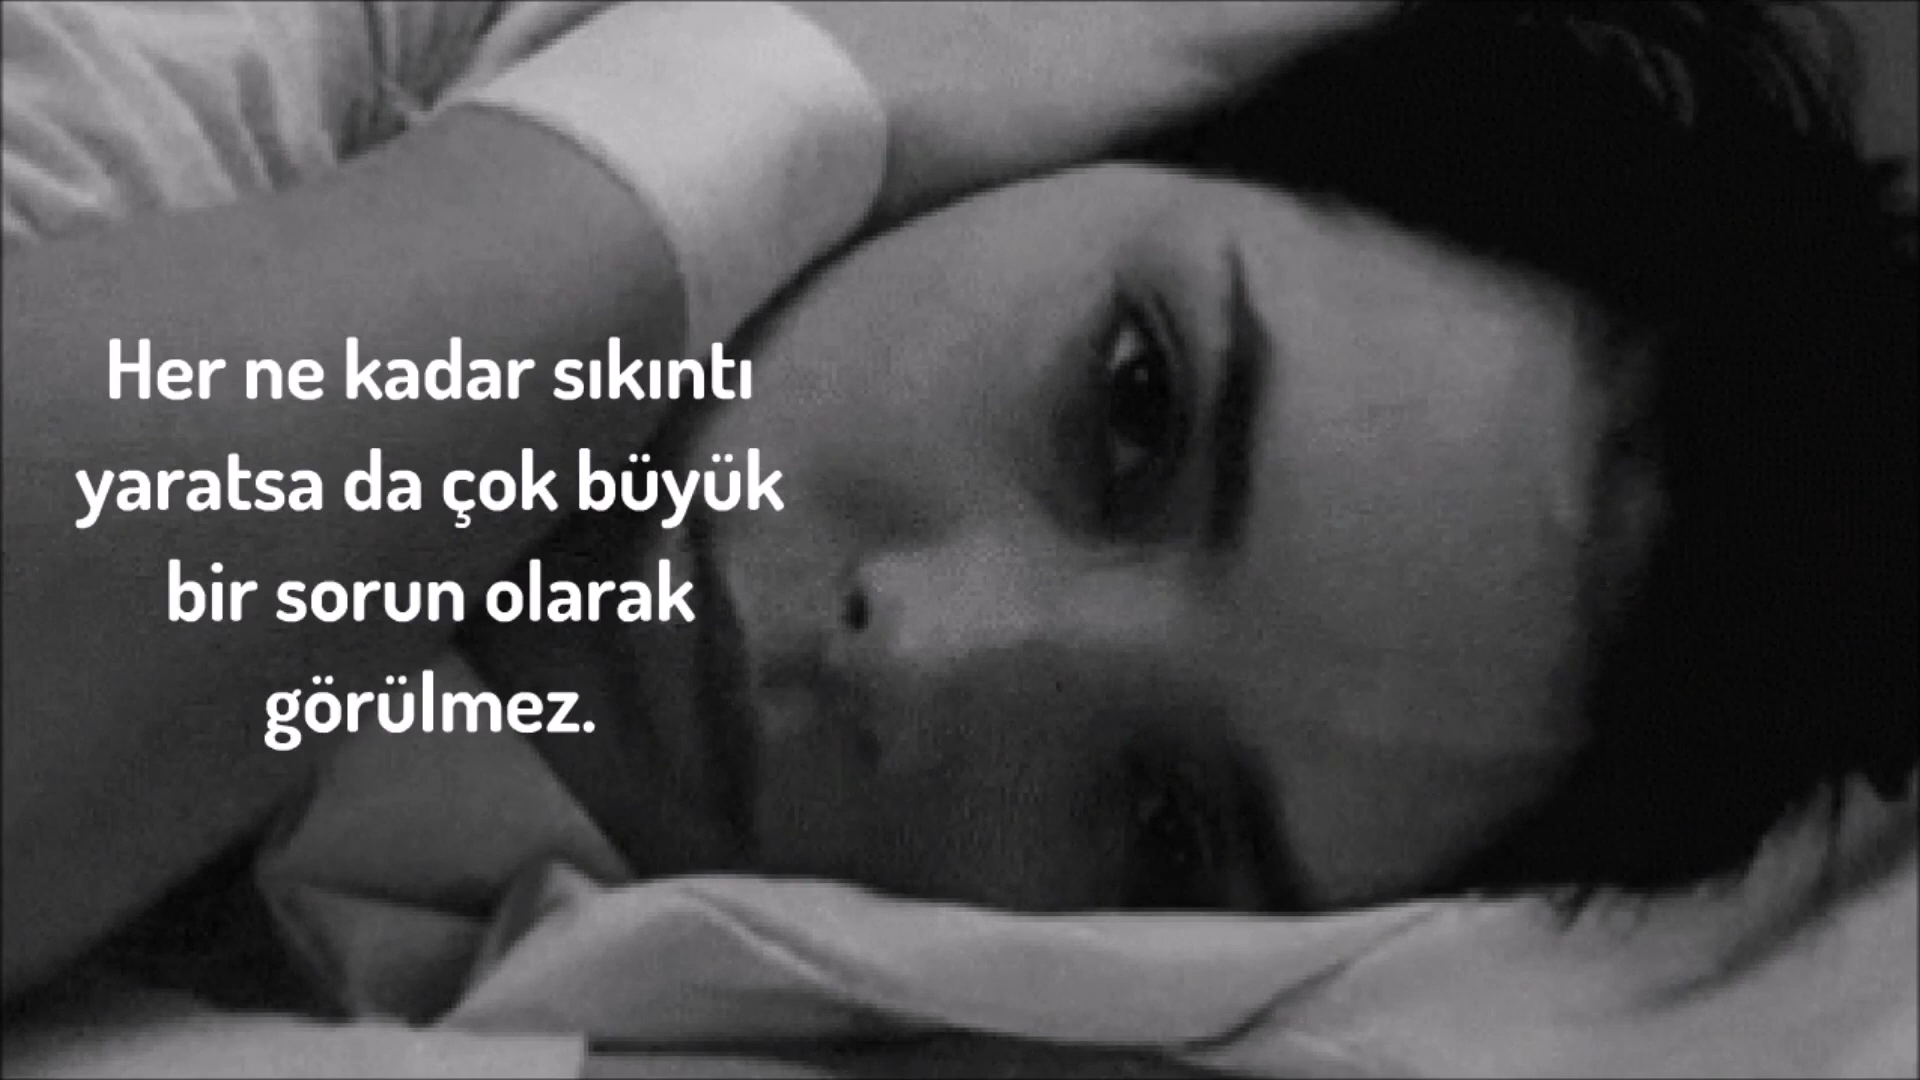 Her ne kadar sıkıntı
yaratsa da çok büyük
bir sorun olarak
görülmez.